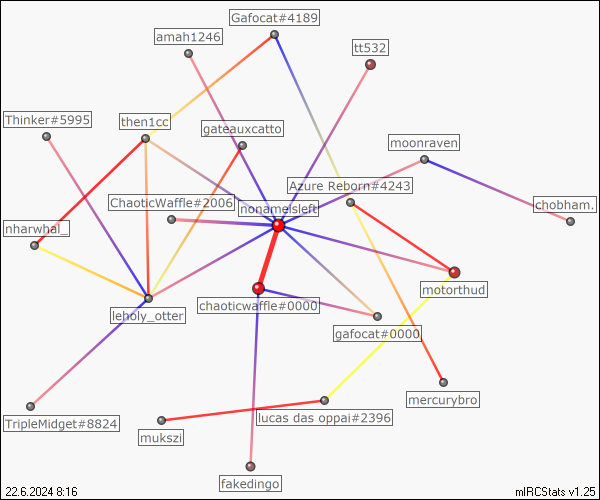 Gafocat#4189
amah1246
tt532
Thinker#5995
then1cc
gateauxcatto
moonraven
Azure Reborn#4243
ChaoticWaffle#2006
nonameisleft
chobham.
nharwhal_
motorthud
chaoticwaffle#0000
leholy_otter
gafocat#0000
mercurybro
lucas das oppai#2396
TripleMidget#8824
mukszi
fakedingo
22.6.2024 8:16
mIRCStats v1.25